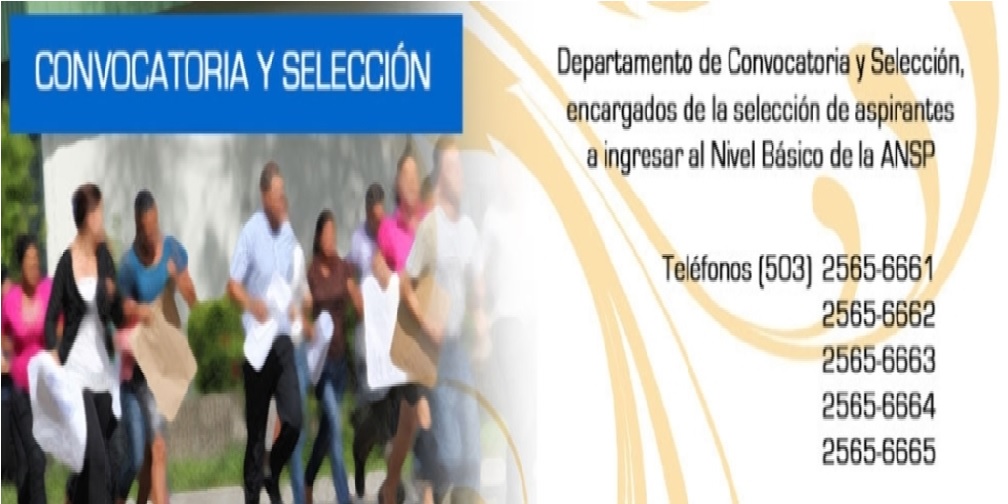 CONVOCATORIA Y SELECCIÓN
Departamento de Convocatoria y Selección,
encargados de la selección de aspirantes
a ingresar al Nivel Básico de la ANSP
Teléfonos (503) 2565-6661
2565-6662
2565-6663
2565-6664
2565-6665